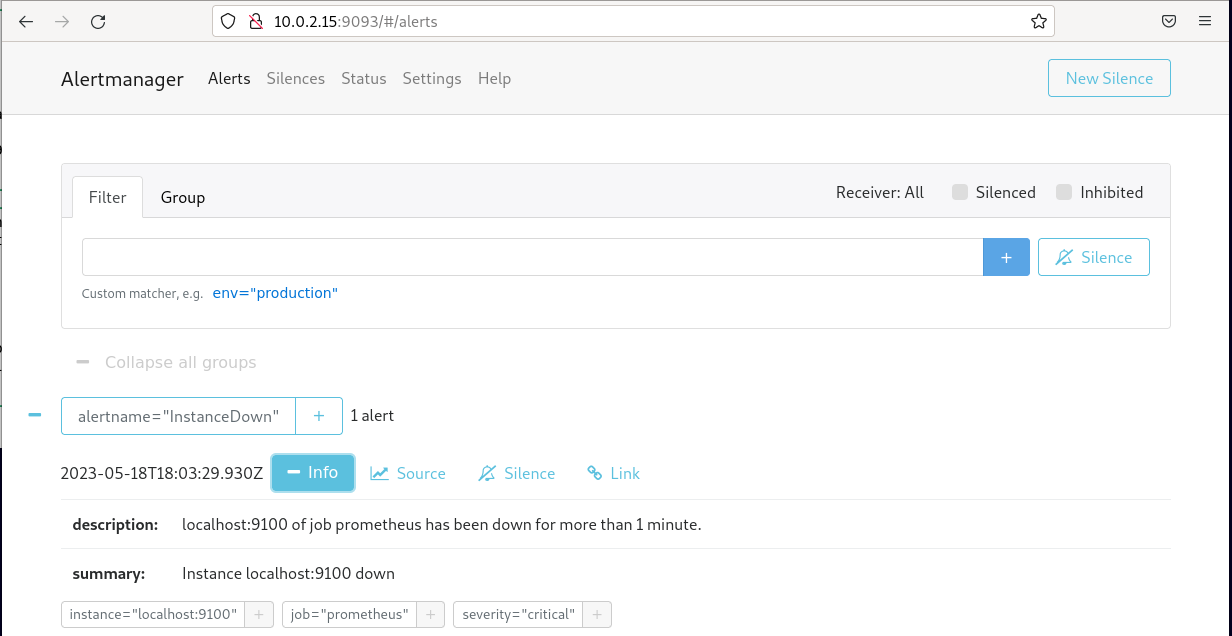 10.0.2.15:9093/#/alerts
Alertmanager Alerts Silences Status Settings Help New Silence
Filter Group Receiver: All Silenced Inhibited
+ Silence
Custom matcher, e.g. env="production"
Collapse all groups
alertname="InstanceDown" + 1 alert
2023-05-18T18:03:29.930Z Info Source Silence Link
description: localhost:9100 of job prometheus has been down for more than 1 minute.
summary: Instance localhost:9100 down
instance="localhost:9100" + job="prometheus" + severity="critical" +